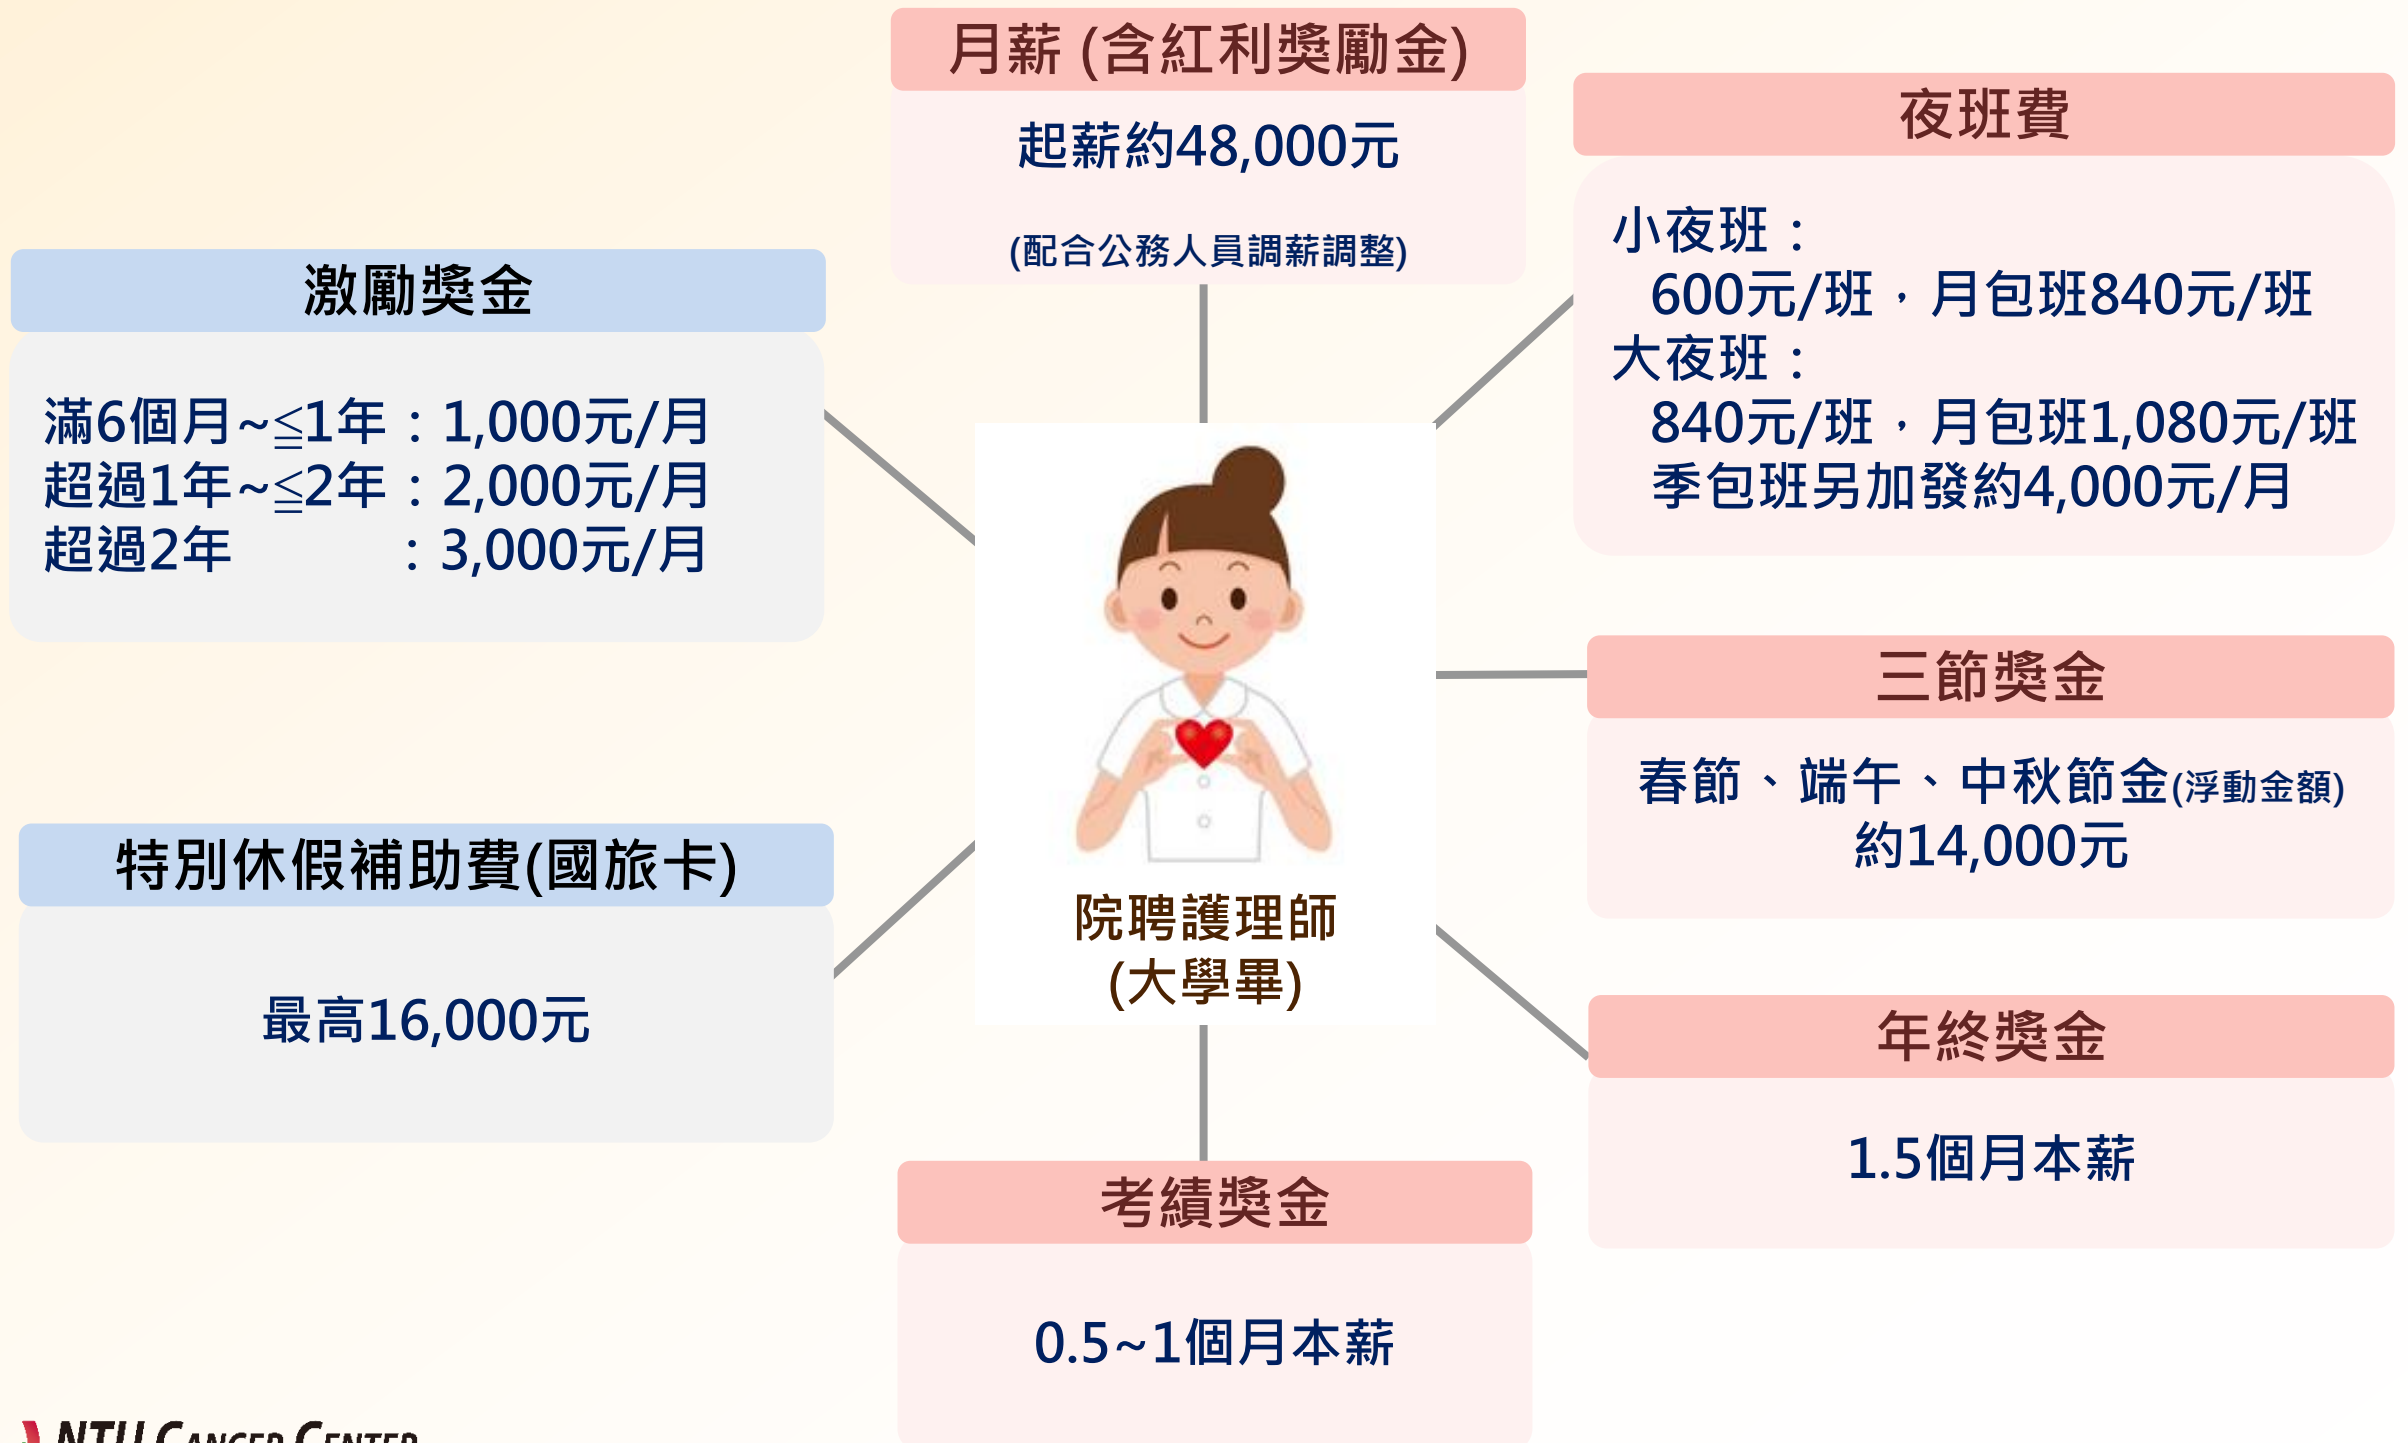 月薪 (含紅利獎勵金)
起薪約48,000元
(配合公務人員調薪調整)
夜班費
小夜班：
600元/班，月包班840元/班
大夜班：
840元/班，月包班1,080元/班
季包班另加發約4,000元/月
激勵獎金
滿6個月~≦1年：1,000元/月
超過1年~≦2年：2,000元/月
超過2年：3,000元/月
三節獎金
春節、端午、中秋節金(浮動金額)
約14,000元
特別休假補助費(國旅卡)
最高16,000元
院聘護理師
(大學畢)
年終獎金
1.5個月本薪
考績獎金
0.5~1個月本薪
NTU CANCER CENTER